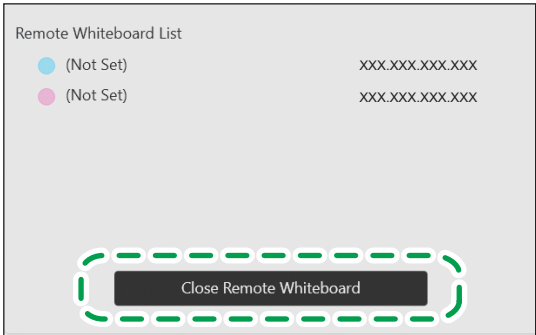 Remote Whiteboard List
(Not Set) XXX.XXX.XXX.XXX
(Not Set) XXX.XXX.XXX.XXX
Close Remote Whiteboard